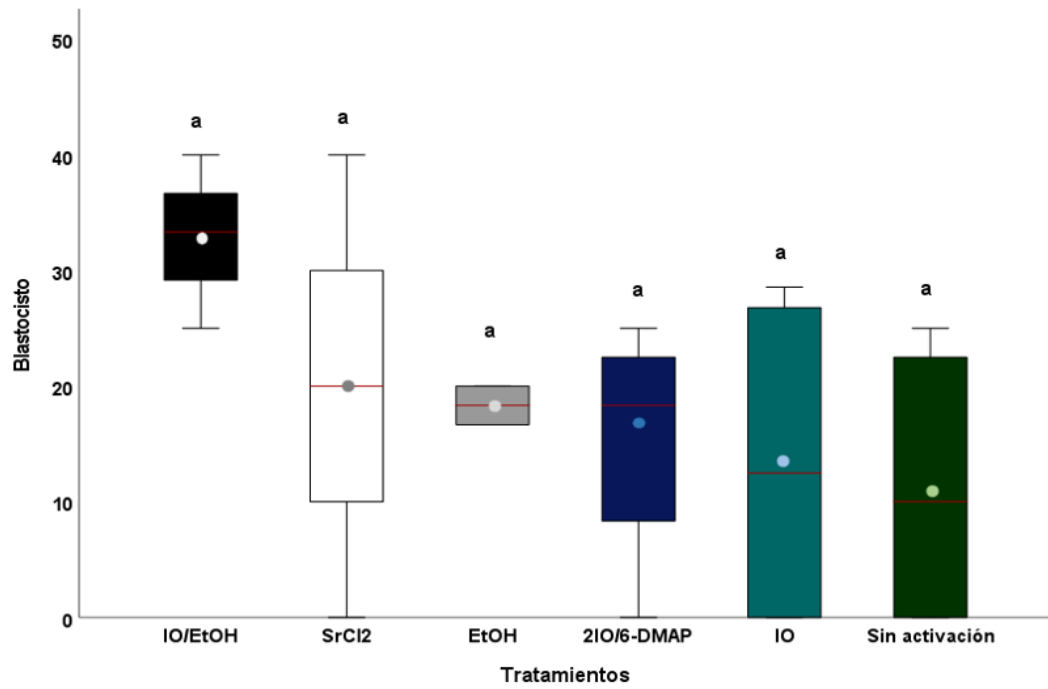 50
a
a
40
30
a
a
a
a
Blastocisto
20
10
0
IO/EtOH SrCl2 EtOH 2IO/6-DMAP IO Sin activación
Tratamientos